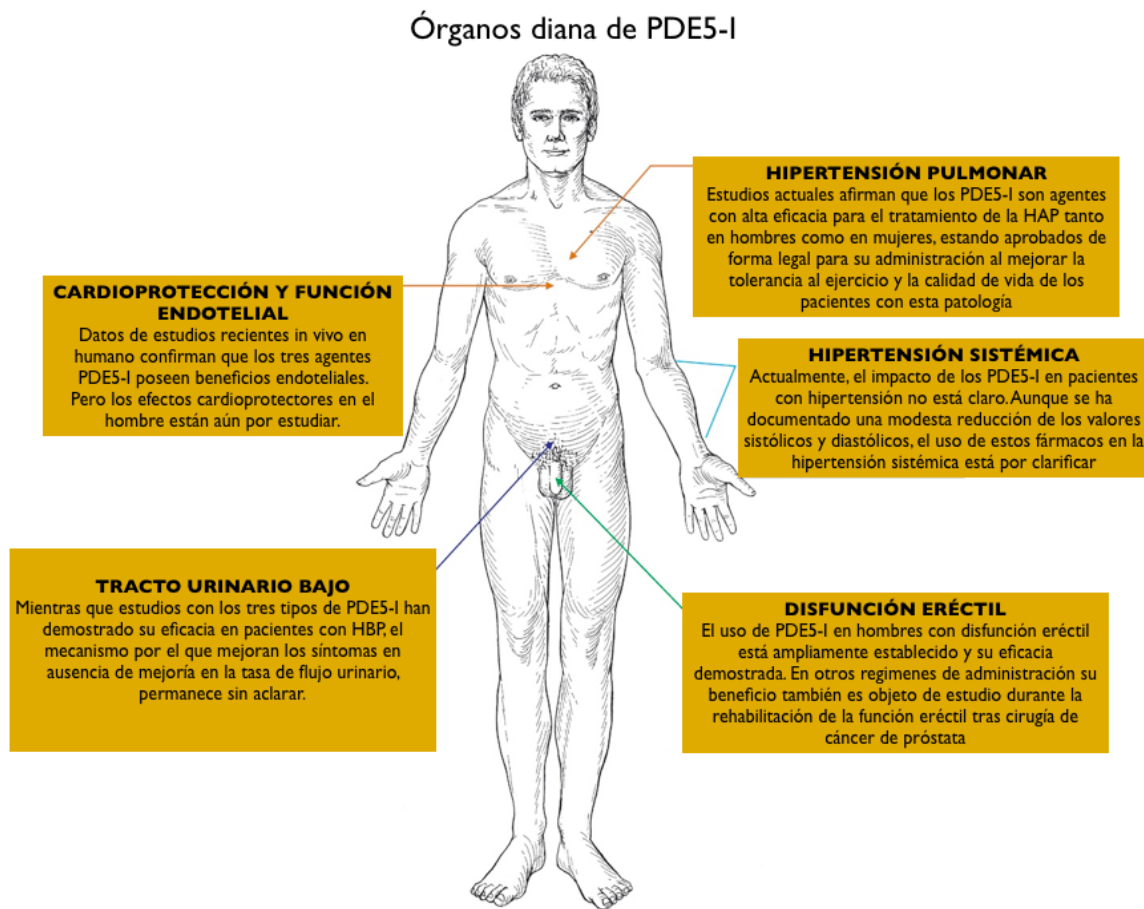 Órganos diana de PDE5-I
HIPERTENSIÓN PULMONAR
Estudios actuales afirman que los PDE5-I son agentes
con alta eficacia para el tratamiento de la HAP tanto
en hombres como en mujeres, estando aprobados de
forma legal para su administración al mejorar la
tolerancia al ejercicio y la calidad de vida de los
pacientes con esta patología
CARDIOPROTECCIÓN Y FUNCIÓN
ENDOTELIAL
Datos de estudios recientes in vivo en
humano confirman que los tres agentes
PDE5-I poseen beneficios endoteliales.
Pero los efectos cardioprotectores en el
hombre están aún por estudiar.
HIPERTENSIÓN SISTÉMICA
Actualmente, el impacto de los PDE5-I en pacientes
con hipertensión no está claro. Aunque se ha
documentado una modesta reducción de los valores
sistólicos y diastólicos, el uso de estos fármacos en la
hipertensión sistémica está por clarificar
TRACTO URINARIO BAJO
Mientras que estudios con los tres tipos de PDE5-I han
demostrado su eficacia en pacientes con HBP, el
mecanismo por el que mejoran los síntomas en
ausencia de mejoría en la tasa de flujo urinario,
permanece sin aclarar.
DISFUNCIÓN ERÉCTIL
El uso de PDE5-I en hombres con disfunción eréctil
está ampliamente establecido y su eficacia
demostrada. En otros regimenes de administración su
beneficio también es objeto de estudio durante la
rehabilitación de la función eréctil tras cirugía de
cáncer de próstata